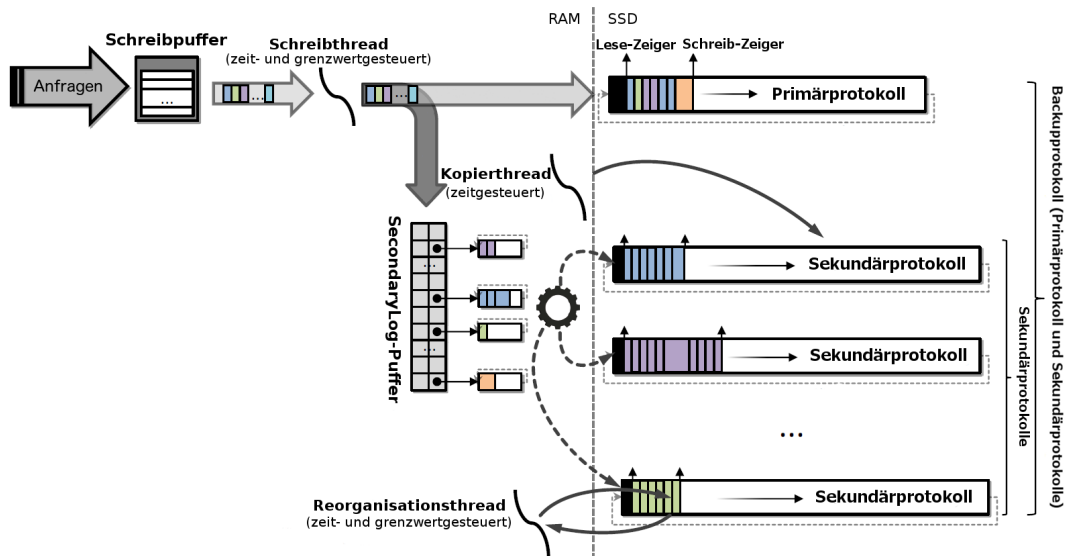 RAM
SSD
Schreibpuffer
Schreibthread
(zeit- und grenzwertgesteuert)
Lese-Zeiger
Schreib-Zeiger
Anfragen
...
...
...
Primärprotokoll
Kopierthread
(zeitgesteuert)
SecondaryLog-Puffer
...
...
Sekundärprotokoll
Sekundärprotokoll
...
Sekundärprotokoll
Reorganisationsthread
(zeit- und grenzwertgesteuert)
Sekundärprotokolle
Backupprotokoll (Primärprotokoll und Sekundärprotokolle)